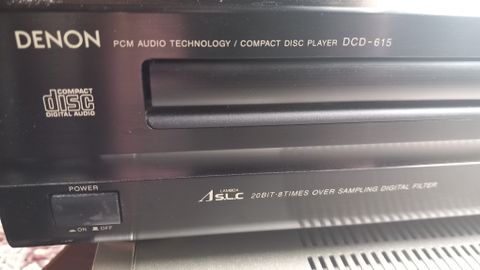 DENON PCM AUDIO TECHNOLOGY / COMPACT DISC PLAYER DCD-615
COMPACT
disc
DIGITAL AUDIO
POWER
ON OFF
LAMBDA
S.L.C 20BIT·8TIMES OVER SAMPLING DIGITAL FILTER